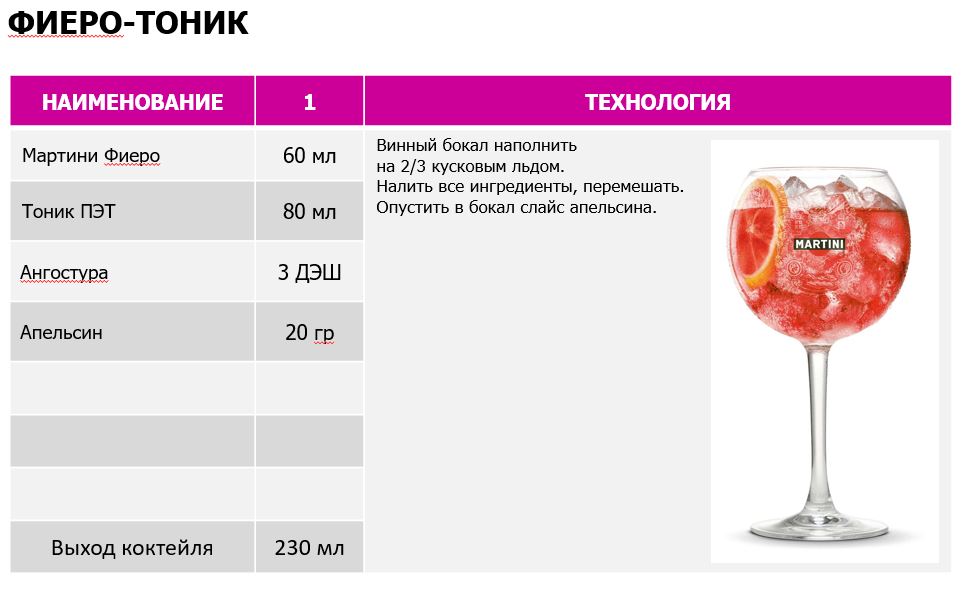 ФИЕРО-ТОНИК
НАИМЕНОВАНИЕ 1 ТЕХНОЛОГИЯ
Мартини Фиеро 60 мл
Тоник ПЭТ 80 мл
Ангостура 3 ДЭШ
Апельсин 20 гр
Выход коктейля 230 мл
Винный бокал наполнить
на 2/3 кусковым льдом.
Налить все ингредиенты, перемешать.
Опустить в бокал слайс апельсина.
MARTINI